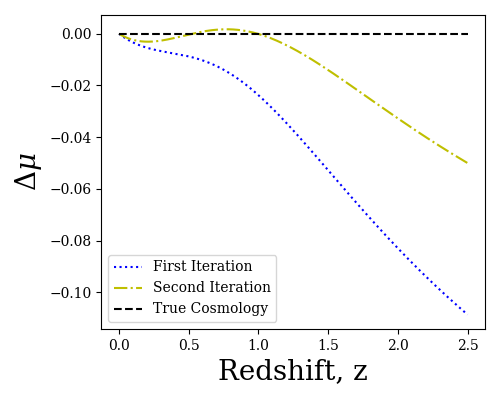 0.00
−0.02
−0.04
−0.06
−0.08
−0.10
Δμ
First Iteration
Second Iteration
True Cosmology
0.0 0.5 1.0 1.5 2.0 2.5
Redshift, z